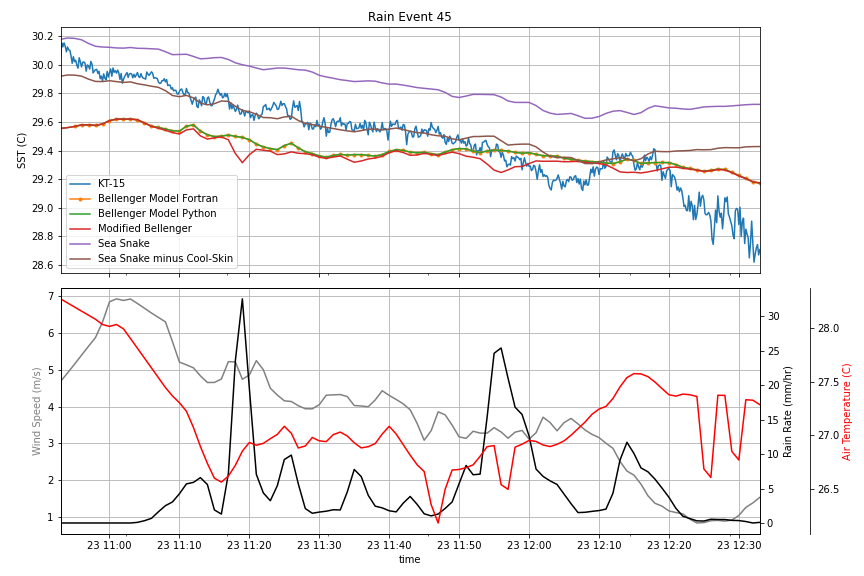 Rain Event 45
30.2
30.0
29.8
29.6
29.4
29.2
29.0
28.8
28.6
SST (C)
KT-15
Bellenger Model Fortran
Bellenger Model Python
Modified Bellenger
Sea Snake
Sea Snake minus Cool-Skin
7
6
5
4
3
2
1
Wind Speed (m/s)
30
25
20
15
10
5
0
Rain Rate (mm/hr)
28.0
27.5
27.0
26.5
Air Temperature (C)
23 11:00 23 11:10 23 11:20 23 11:30 23 11:40 23 11:50 23 12:00 23 12:10 23 12:20 23 12:30
time